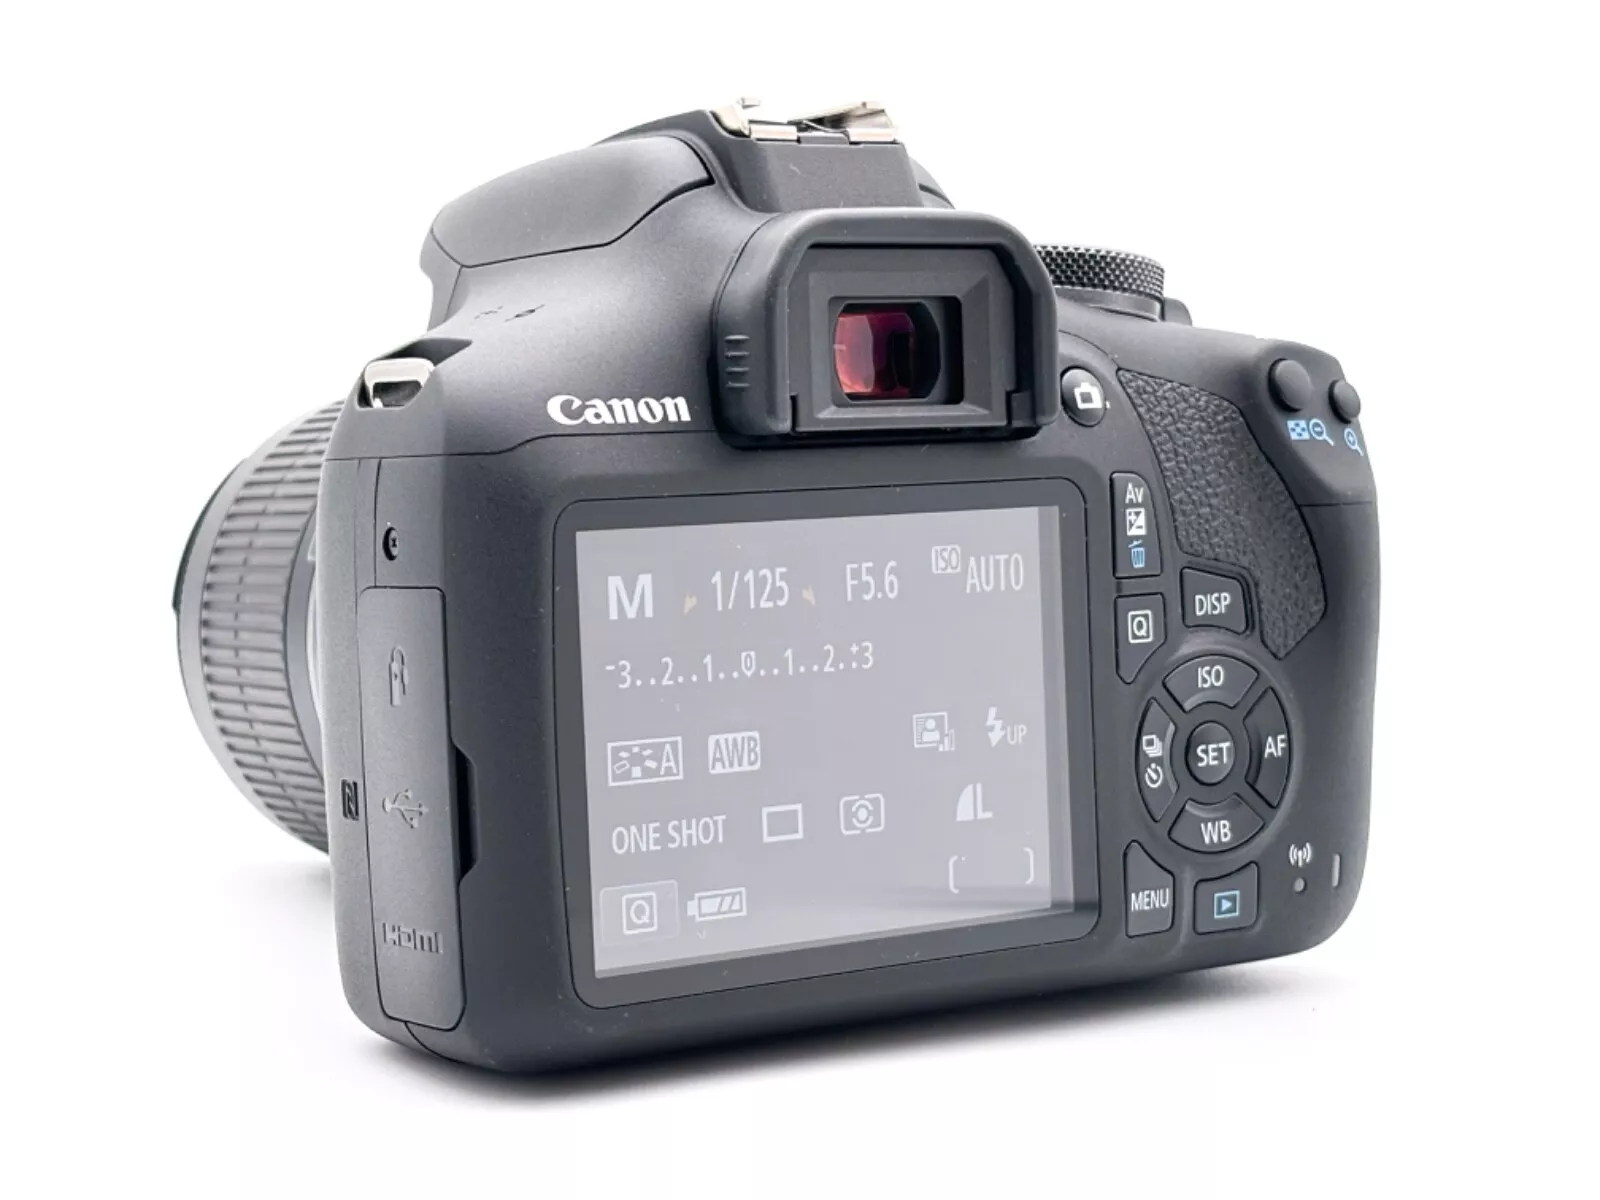 Canon
M 1/125 F5.6 ISO AUTO
-3..2..1..0..1..2..+3
A AWB UP
ONE SHOT L
Q
Av
Q DISP
ISO
SET AF
WB
MENU
HDMI